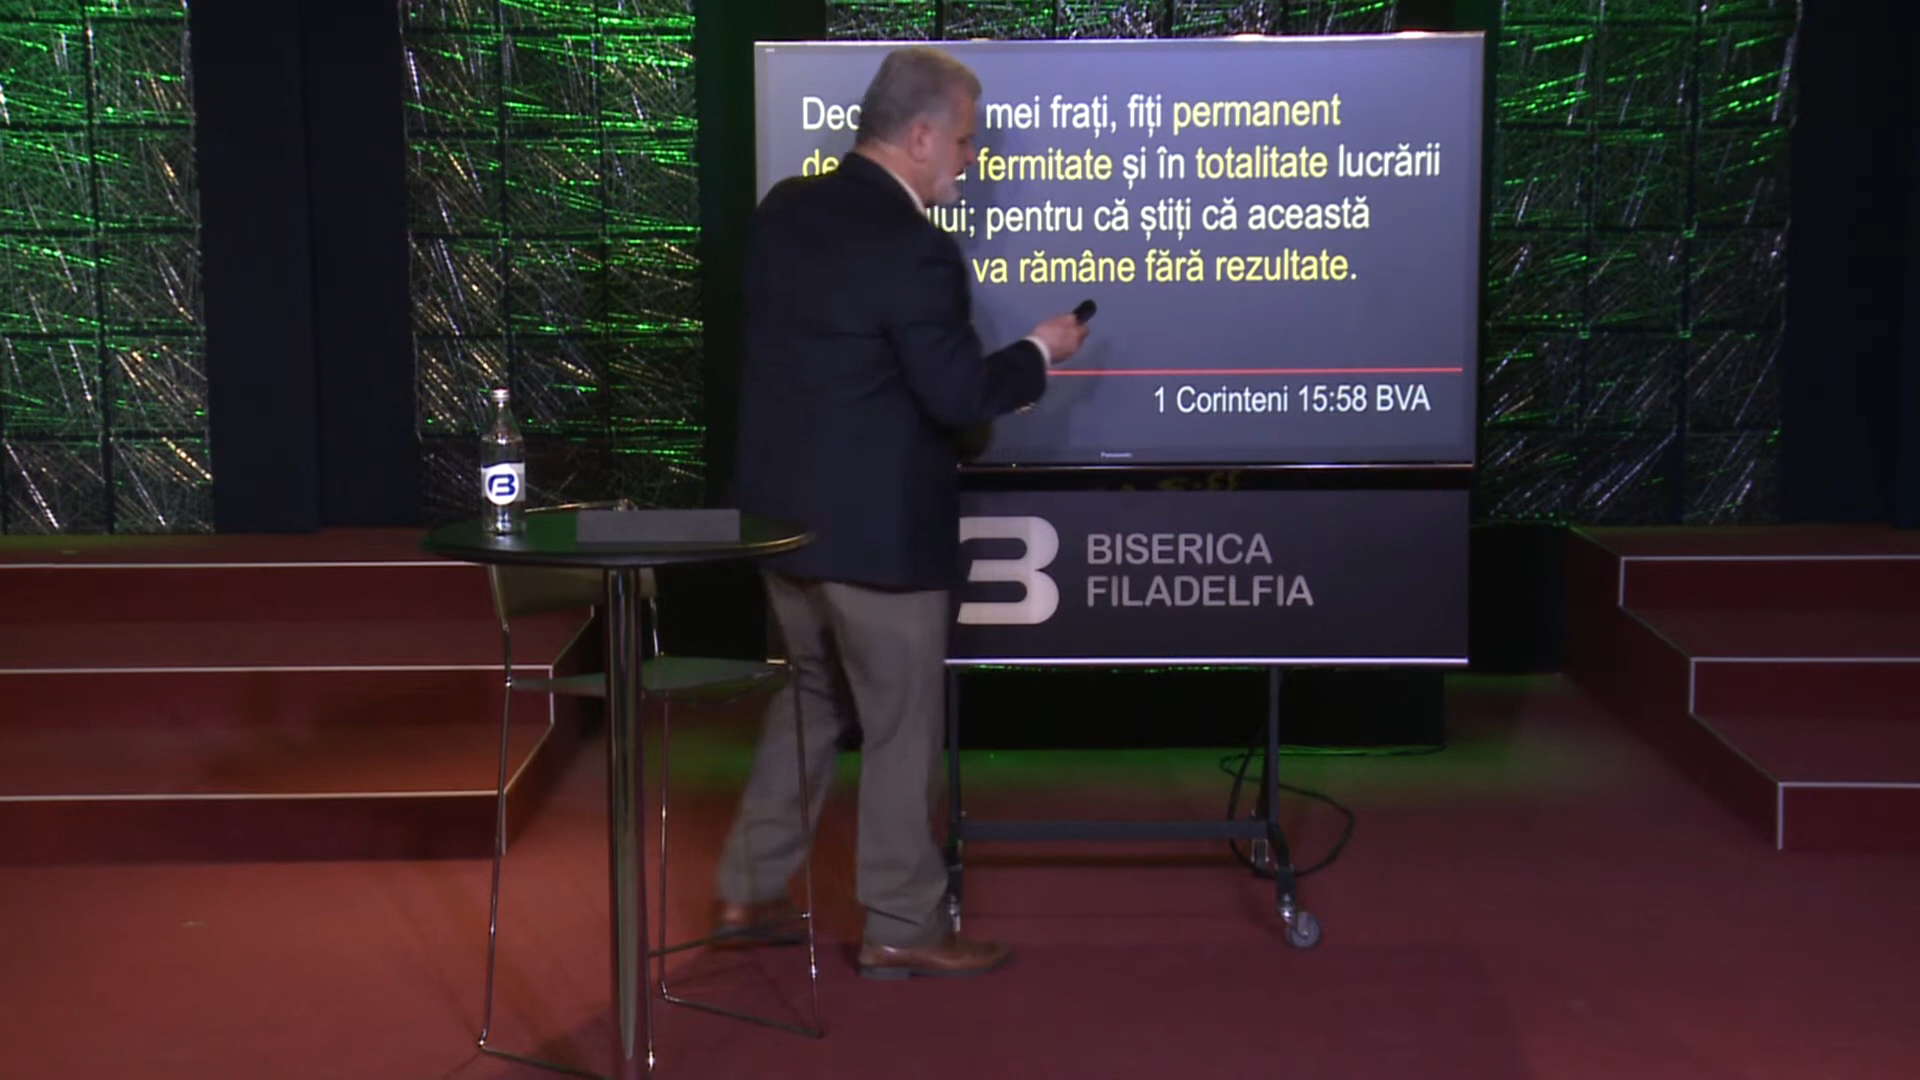 mei frați, fiți permanent
fermitate și în totalitate lucrării
pentru că știți că această
va rămâne fără rezultate.
1 Corinteni 15:58 BVA
Panasonic
B BISERICA
FILADELFIA
B